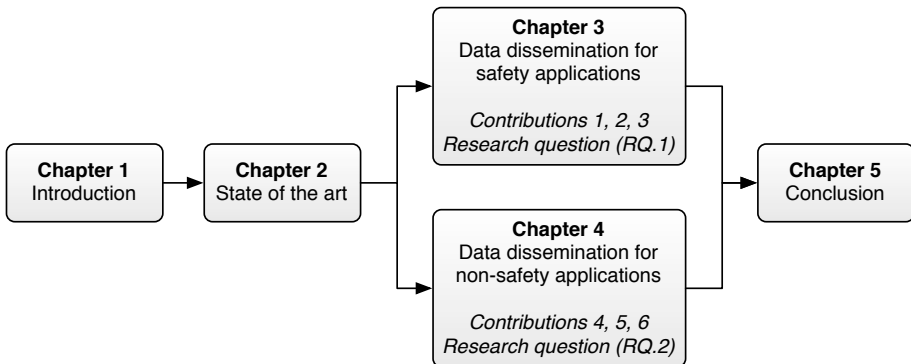 Chapter 1
Introduction
Chapter 2
State of the art
Chapter 3
Data dissemination for
safety applications
Contributions 1, 2, 3
Research question (RQ.1)
Chapter 4
Data dissemination for
non-safety applications
Contributions 4, 5, 6
Research question (RQ.2)
Chapter 5
Conclusion